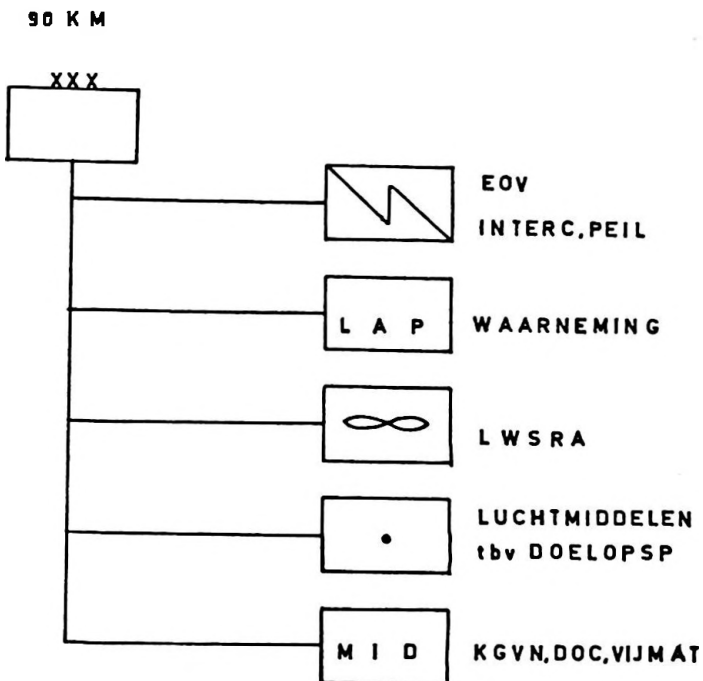 90 KM
XXX
EOV
INTERC,PEIL
LAP WAARNEMING
LWSRA
LUCHTMIDDELEN
tbv DOELOPSP
MID KGVN,DOC,VIJMAT